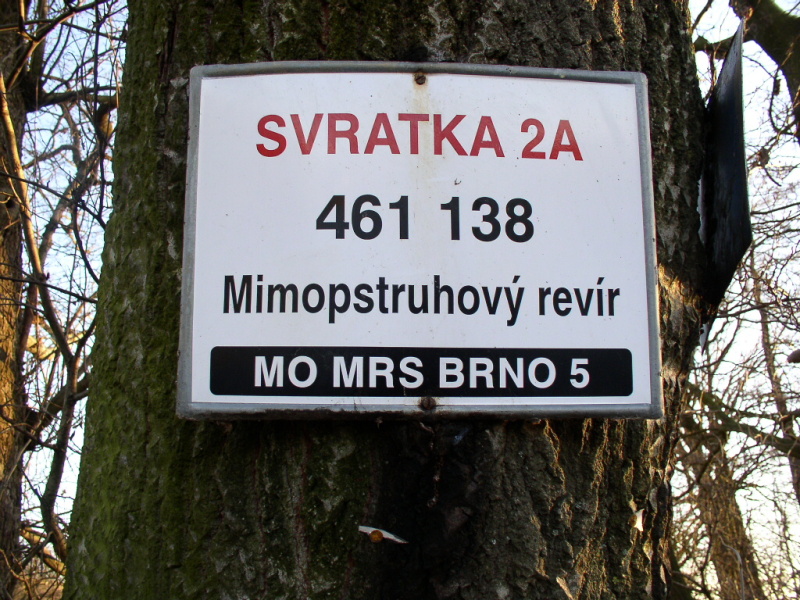 SVRATKA 2A
461 138
Mimopstruhový revír
MO MRS BRNO 5